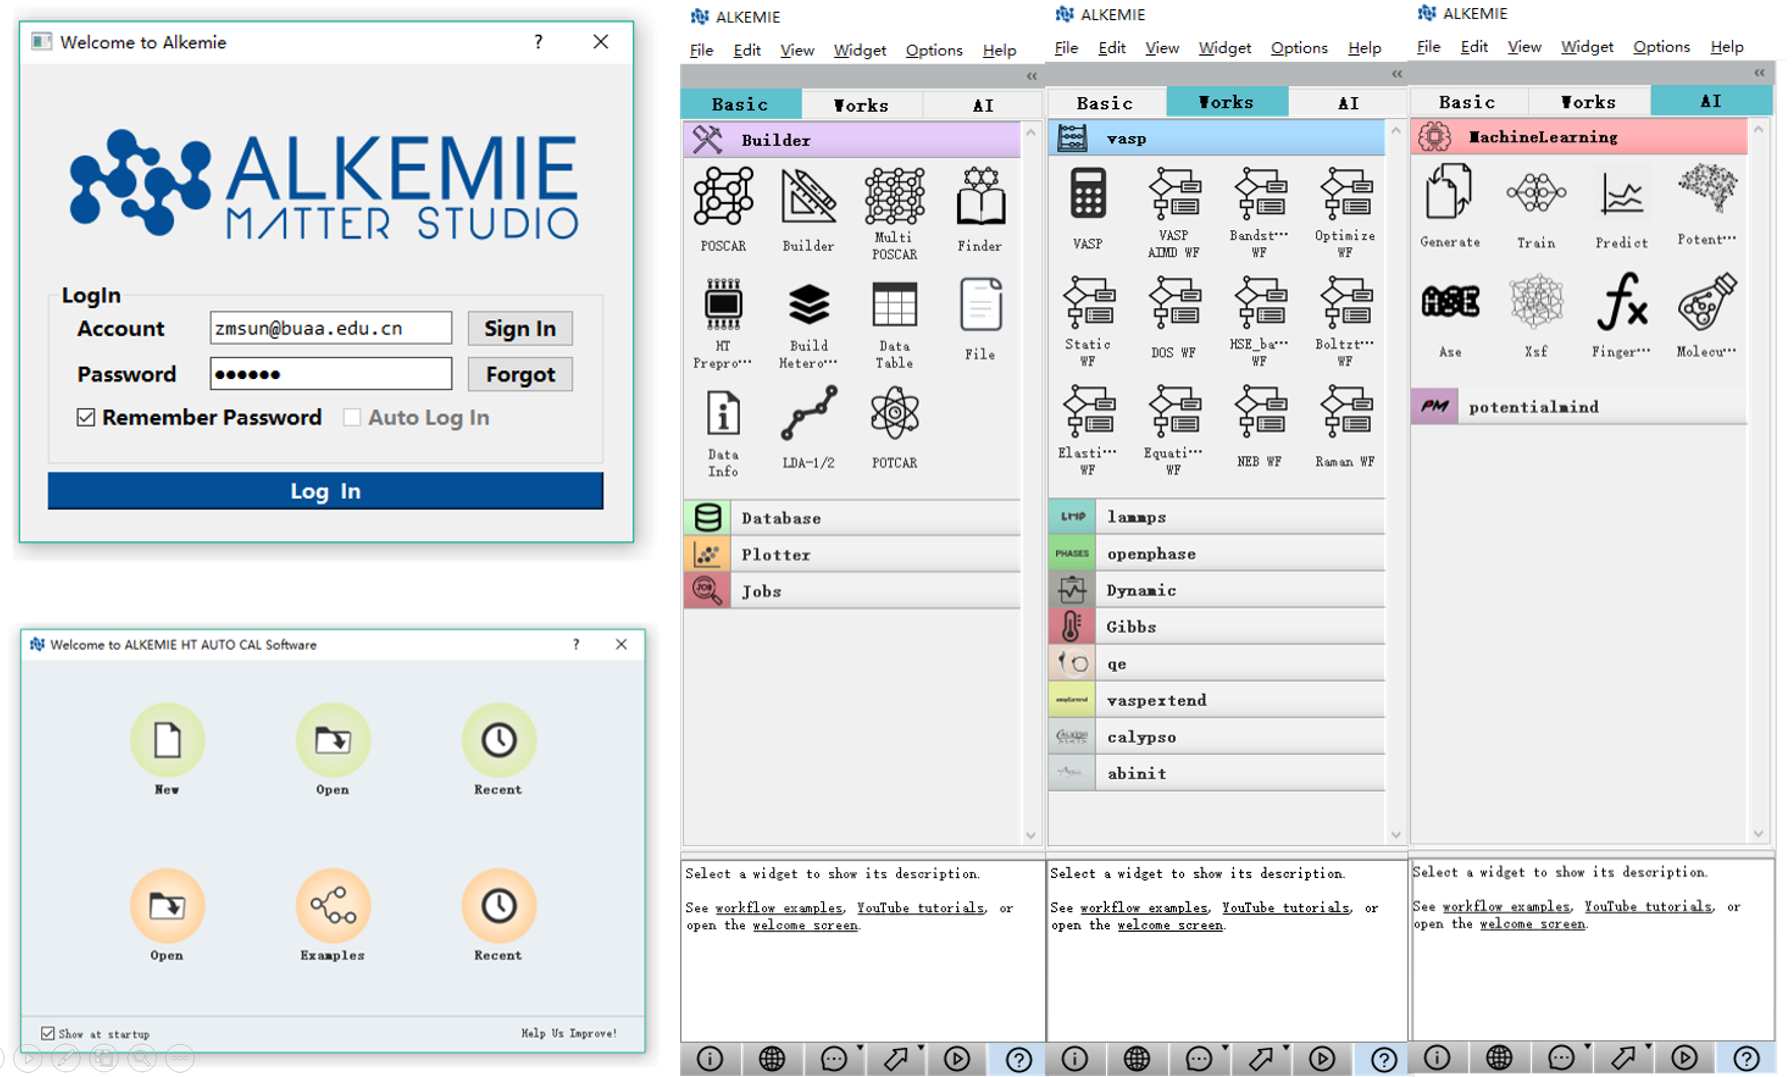 Welcome to Alkemie
ALKEMIE
MATTER STUDIO
LogIn
Account zmsun@buaa.edu.cn Sign In
Password ●●●●●● Forgot
Remember Password Auto Log In
Log In
Welcome to ALKEMIE HT AUTO CAL Software
New Open Recent
Open Examples Recent
Show at startup Help Us Improve!
ALKEMIE
File Edit View Widget Options Help
Basic Works AI
Builder
POSCAR Builder Multi POSCAR Finder
HT Prepro··· Build Hetero··· Data Table File
Data Info LDA-1/2 POTCAR
Database
Plotter
JOB
Jobs
Select a widget to show its description.
See workflow examples, YouTube tutorials, or
open the welcome screen.
ALKEMIE
File Edit View Widget Options Help
Basic Works AI
vasp
VASP VASP AIMD WF Bandst··· WF Optimize WF
Static WF DOS WF HSE_ba··· WF Boltzt··· WF
Elasti··· WF Equati··· WF NEB WF Raman WF
LMP lammps
PHASES openphase
Dynamic
Gibbs
qe
vaspextend
CALYPSO calypso
abinit
Select a widget to show its description.
See workflow examples, YouTube tutorials, or
open the welcome screen.
ALKEMIE
File Edit View Widget Options Help
Basic Works AI
MachineLearning
Generate Train Predict Potent···
ASE fx
Ase Xsf Finger··· Molecu···
PM potentialmind
Select a widget to show its description.
See workflow examples, YouTube tutorials, or
open the welcome screen.